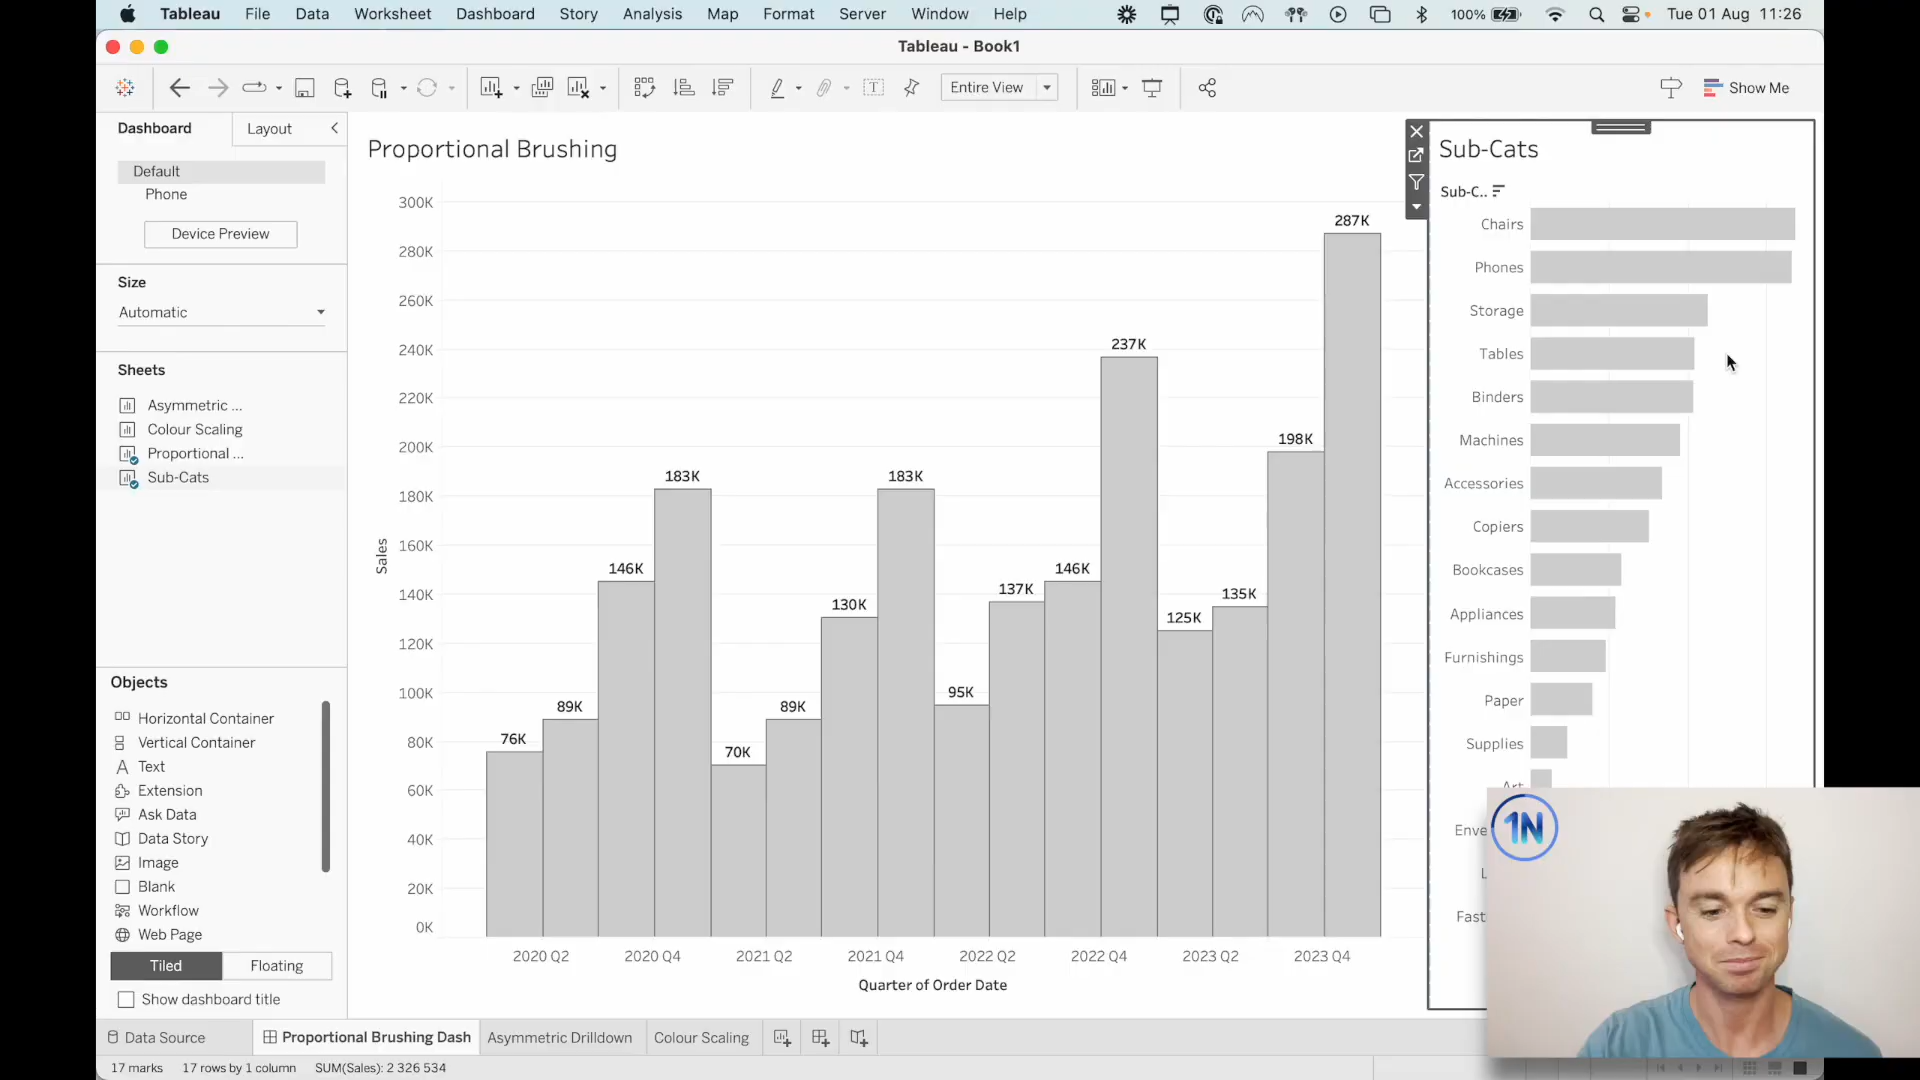 Tableau File Data Worksheet Dashboard Story Analysis Map Format Server Window Help 100% Tue 01 Aug 11:26
Tableau - Book1
Entire View
Show Me
Dashboard
Layout
Default
Phone
Device Preview
Size
Automatic
Sheets
Asymmetric ...
Colour Scaling
Proportional ...
Sub-Cats
Objects
Horizontal Container
Vertical Container
Text
Extension
Ask Data
Data Story
Image
Blank
Workflow
Web Page
Tiled Floating
Show dashboard title
Proportional Brushing
300K
280K
260K
240K
220K
200K
180K
160K
140K
120K
100K
80K
60K
40K
20K
0K
Sales
76K
89K
146K
183K
70K
89K
130K
183K
95K
137K
146K
237K
125K
135K
198K
287K
2020 Q2 2020 Q4 2021 Q2 2021 Q4 2022 Q2 2022 Q4 2023 Q2 2023 Q4
Quarter of Order Date
Sub-Cats
Sub-C..
Chairs
Phones
Storage
Tables
Binders
Machines
Accessories
Copiers
Bookcases
Appliances
Furnishings
Paper
Supplies
Art
Enve
L
Fast
1N
Data Source Proportional Brushing Dash Asymmetric Drilldown Colour Scaling
17 marks 17 rows by 1 column SUM(Sales): 2 326 534